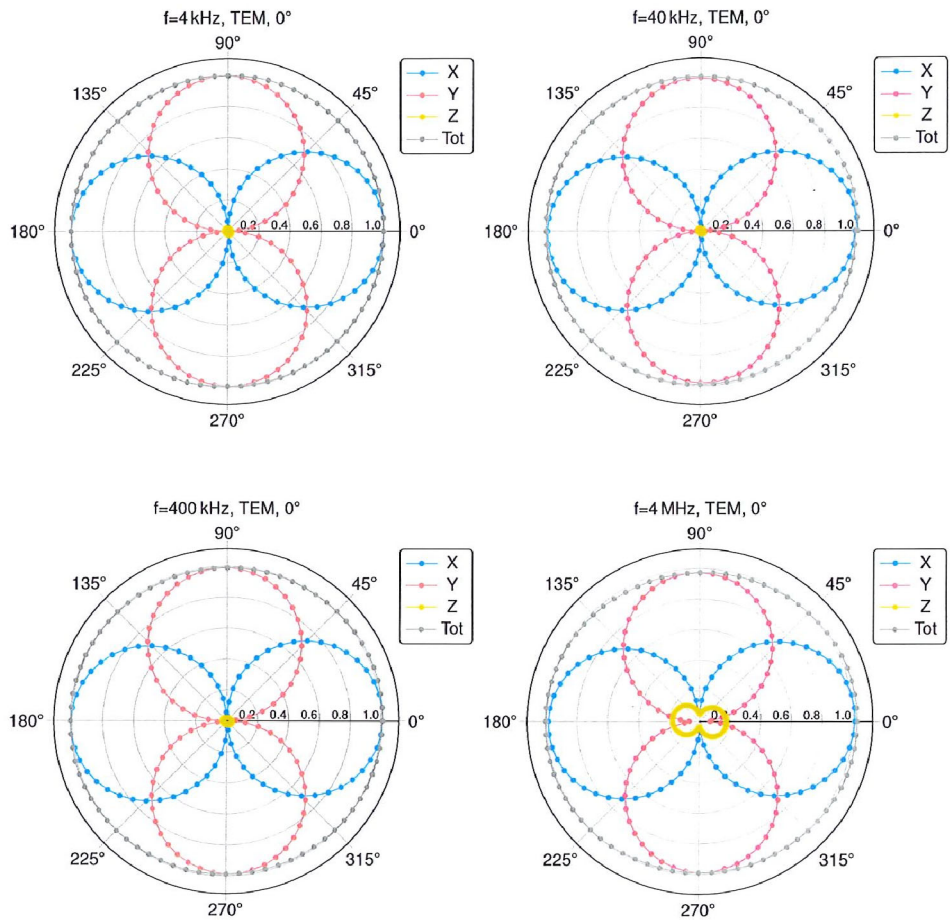 f=4 kHz, TEM, 0°
90°
135°
45°
180°
0.2 0.4 0.6 0.8 1.0
0°
225°
315°
270°
X
Y
Z
Tot
f=40 kHz, TEM, 0°
90°
135°
45°
180°
0.2 0.4 0.6 0.8 1.0
0°
225°
315°
270°
X
Y
Z
Tot
f=400 kHz, TEM, 0°
90°
135°
45°
180°
0.2 0.4 0.6 0.8 1.0
0°
225°
315°
270°
X
Y
Z
Tot
f=4 MHz, TEM, 0°
90°
135°
45°
180°
0.4 0.6 0.8 1.0
0°
225°
315°
270°
X
Y
Z
Tot